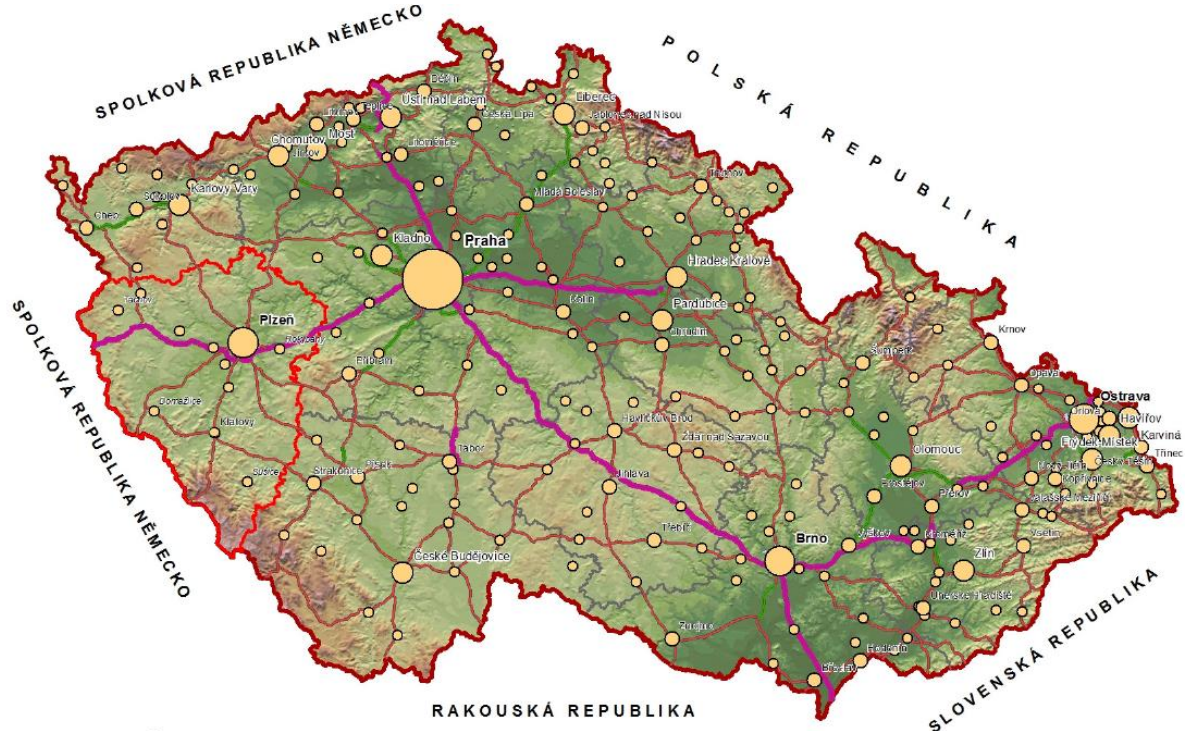 SPOLKOVÁ REPUBLIKA NĚMECKO
POLSKÁ REPUBLIKA
Děčín
Ústí nad Labem
Liberec
Jablonec nad Nisou
Česká Lípa
Most
Chomutov
Jirkov
Litoměřice
Trutnov
Karlovy Vary
Sokolov
Cheb
Mladá Boleslav
Kladno
Praha
Hradec Králové
Kolín
Pardubice
Chrudim
Tachov
Plzeň
Rokycany
Příbram
Šumperk
Krnov
Opava
Ostrava
Orlová
Havířov
Karviná
Frýdek-Místek
Třinec
Český Těšín
Nový Jičín
Kopřivnice
Valašské Meziříčí
Domažlice
Klatovy
Havlíčkův Brod
Žďár nad Sázavou
Olomouc
Tábor
Sušice
Strakonice
Písek
Jihlava
Prostějov
Přerov
Třebíč
Brno
Vyškov
Kroměříž
Vsetín
České Budějovice
Zlín
Uherské Hradiště
Znojmo
Hodonín
Břeclav
SPOLKOVÁ REPUBLIKA NĚMECKO
RAKOUSKÁ REPUBLIKA
SLOVENSKÁ REPUBLIKA